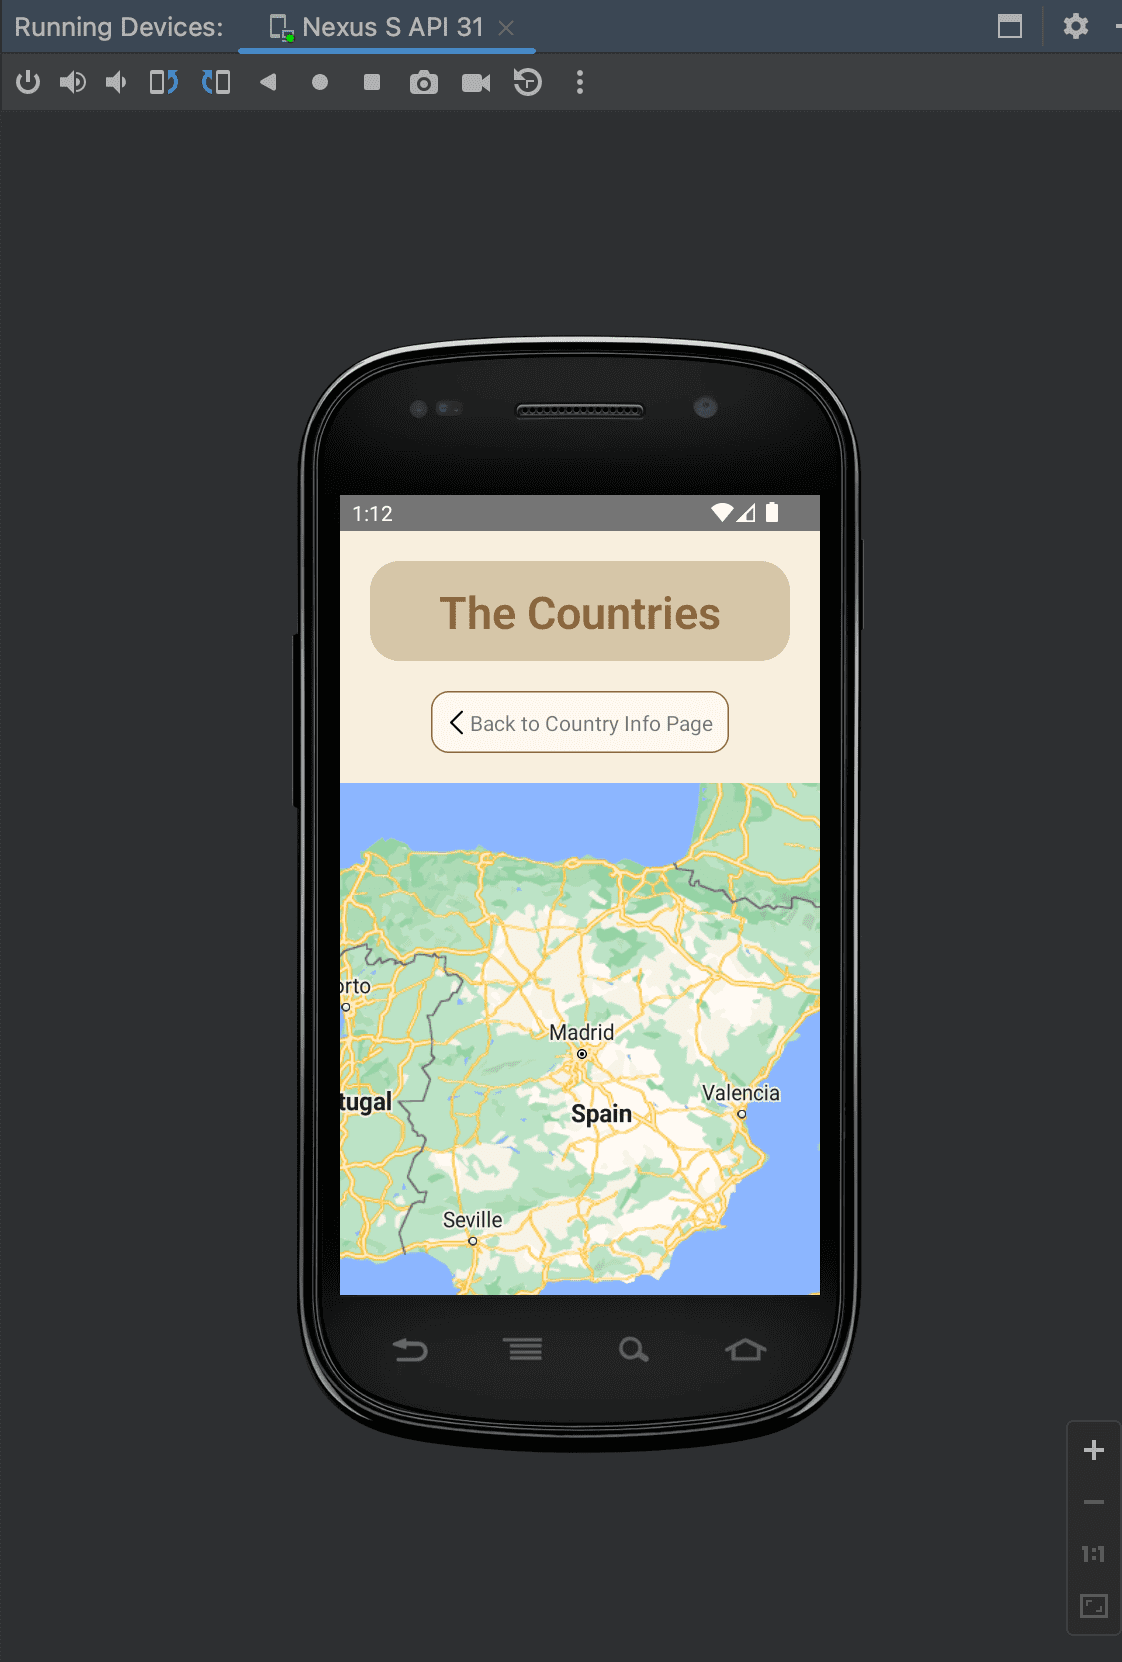 Running Devices: Nexus S API 31
1:12
The Countries
Back to Country Info Page
orto
Madrid
Valencia
tugal
Spain
Seville
1:1